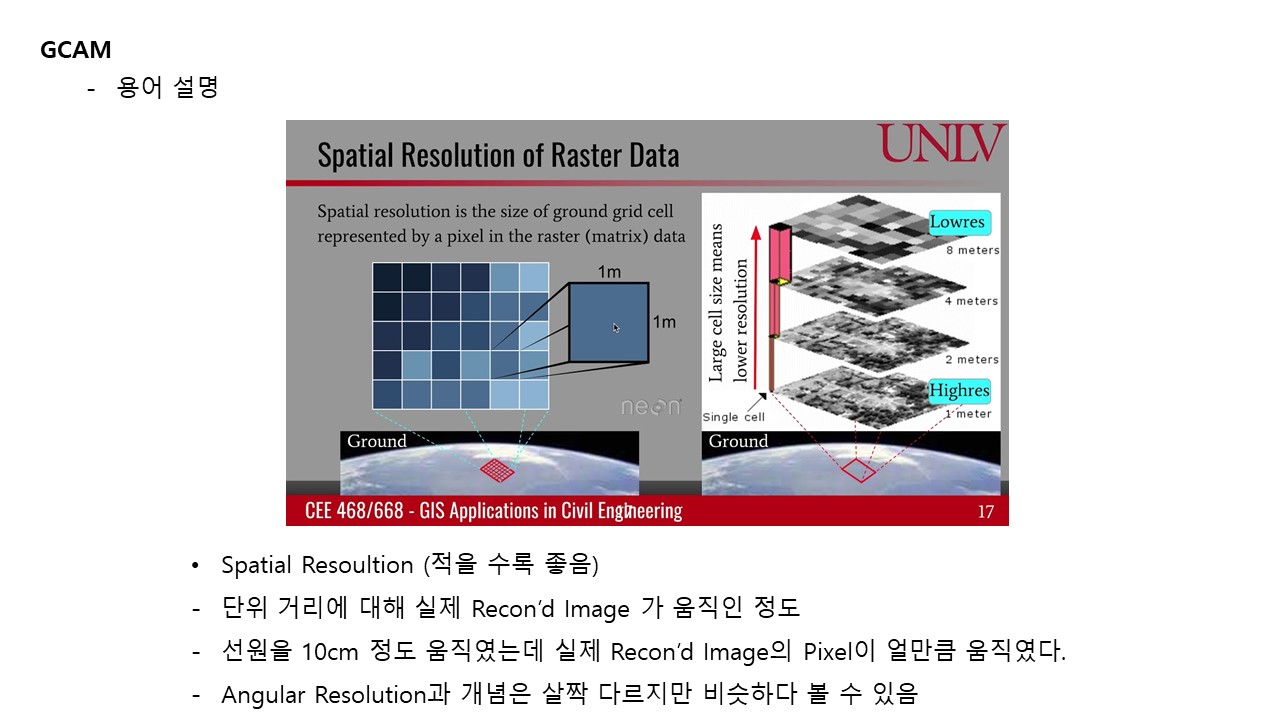 GCAM
- 용어 설명
Spatial Resolution of Raster Data
UNLV
Spatial resolution is the size of ground grid cell
represented by a pixel in the raster (matrix) data
1m
1m
neon
Ground
Large cell size means
lower resolution
Lowres
8 meters
4 meters
2 meters
Highres
1 meter
Single cell
Ground
CEE 468/668 - GIS Applications in Civil Engineering
17
• Spatial Resoultion (적을 수록 좋음)
- 단위 거리에 대해 실제 Recon’d Image 가 움직인 정도
- 선원을 10cm 정도 움직였는데 실제 Recon’d Image의 Pixel이 얼만큼 움직였다.
- Angular Resolution과 개념은 살짝 다르지만 비슷하다 볼 수 있음